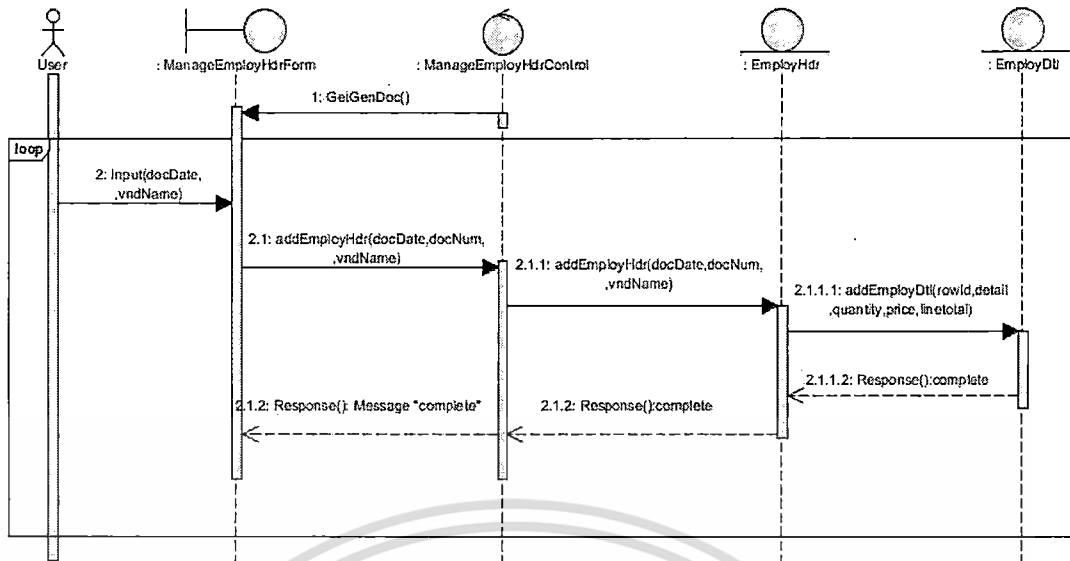 User
: ManageEmployHdrForm
: ManageEmployHdrControl
: EmployHdr
: EmployDtl
1: GetGenDoc()
loop
2: Input(docDate,
,vndName)
2.1: addEmployHdr(docDate,docNum,
,vndName)
2.1.1: addEmployHdr(docDate,docNum,
,vndName)
2.1.1.1: addEmployDtl(rowId,detail
,quantity,price,linetotal)
2.1.1.2: Response():complete
2.1.2: Response(): Message "complete"
2.1.2: Response():complete